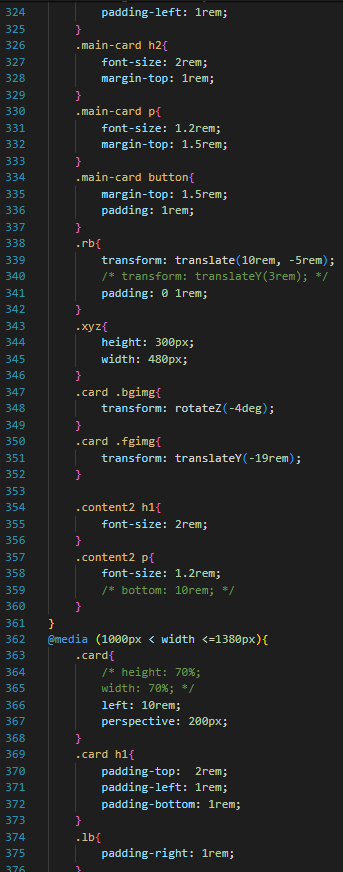 324 padding-left: 1rem;
325 }
326 .main-card h2{
327 font-size: 2rem;
328 margin-top: 1rem;
329 }
330 .main-card p{
331 font-size: 1.2rem;
332 margin-top: 1.5rem;
333 }
334 .main-card button{
335 margin-top: 1.5rem;
336 padding: 1rem;
337 }
338 .rb{
339 transform: translate(10rem, -5rem);
340 /* transform: translateY(3rem); */
341 padding: 0 1rem;
342 }
343 .xyz{
344 height: 300px;
345 width: 480px;
346 }
347 .card .bgimg{
348 transform: rotateZ(-4deg);
349 }
350 .card .fgimg{
351 transform: translateY(-19rem);
352 }
353
354 .content2 h1{
355 font-size: 2rem;
356 }
357 .content2 p{
358 font-size: 1.2rem;
359 /* bottom: 10rem; */
360 }
361 }
362 @media (1000px < width <=1380px){
363 .card{
364 /* height: 70%;
365 width: 70%; */
366 left: 10rem;
367 perspective: 200px;
368 }
369 .card h1{
370 padding-top:  2rem;
371 padding-left: 1rem;
372 padding-bottom: 1rem;
373 }
374 .lb{
375 padding-right: 1rem;
376 }